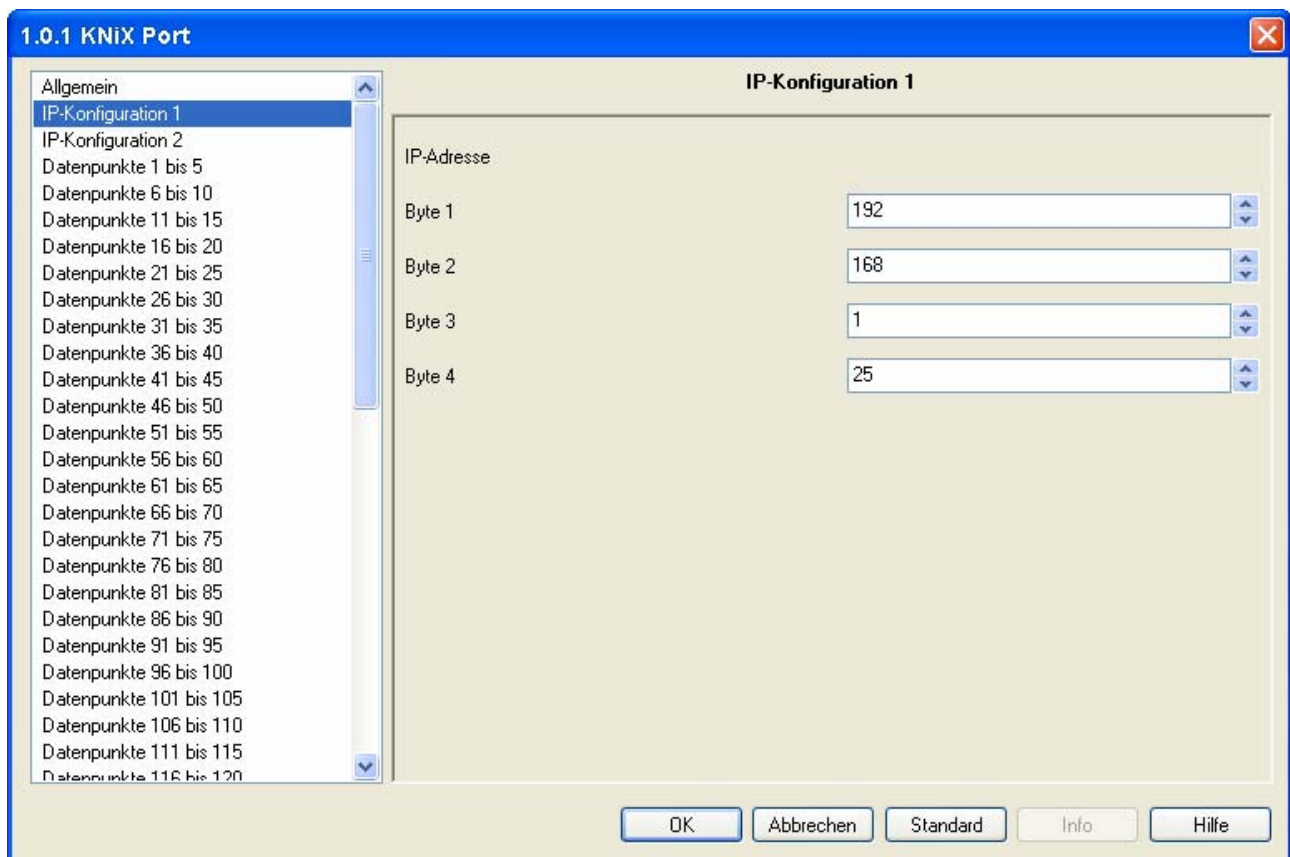 1.0.1 KNiX Port
Allgemein
IP-Konfiguration 1
IP-Konfiguration 2
Datenpunkte 1 bis 5
Datenpunkte 6 bis 10
Datenpunkte 11 bis 15
Datenpunkte 16 bis 20
Datenpunkte 21 bis 25
Datenpunkte 26 bis 30
Datenpunkte 31 bis 35
Datenpunkte 36 bis 40
Datenpunkte 41 bis 45
Datenpunkte 46 bis 50
Datenpunkte 51 bis 55
Datenpunkte 56 bis 60
Datenpunkte 61 bis 65
Datenpunkte 66 bis 70
Datenpunkte 71 bis 75
Datenpunkte 76 bis 80
Datenpunkte 81 bis 85
Datenpunkte 86 bis 90
Datenpunkte 91 bis 95
Datenpunkte 96 bis 100
Datenpunkte 101 bis 105
Datenpunkte 106 bis 110
Datenpunkte 111 bis 115
Datenpunkte 116 bis 120
IP-Konfiguration 1
IP-Adresse
Byte 1 192
Byte 2 168
Byte 3 1
Byte 4 25
OK Abbrechen Standard Info Hilfe